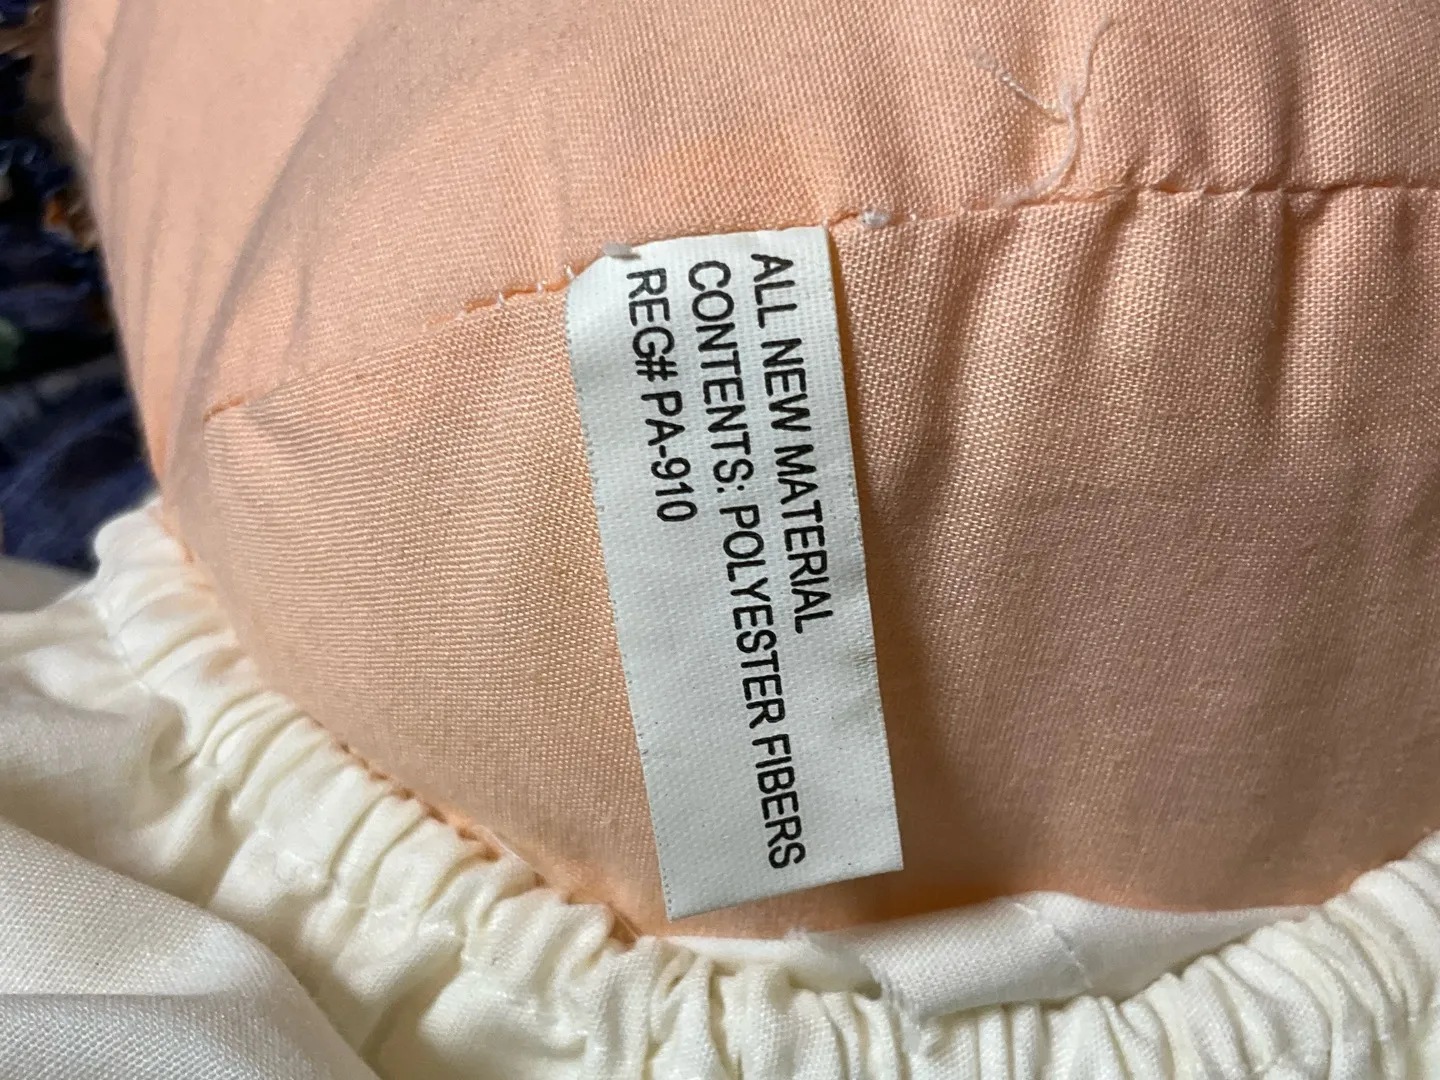 ALL NEW MATERIAL
CONTENTS: POLYESTER FIBERS
REG# PA-910